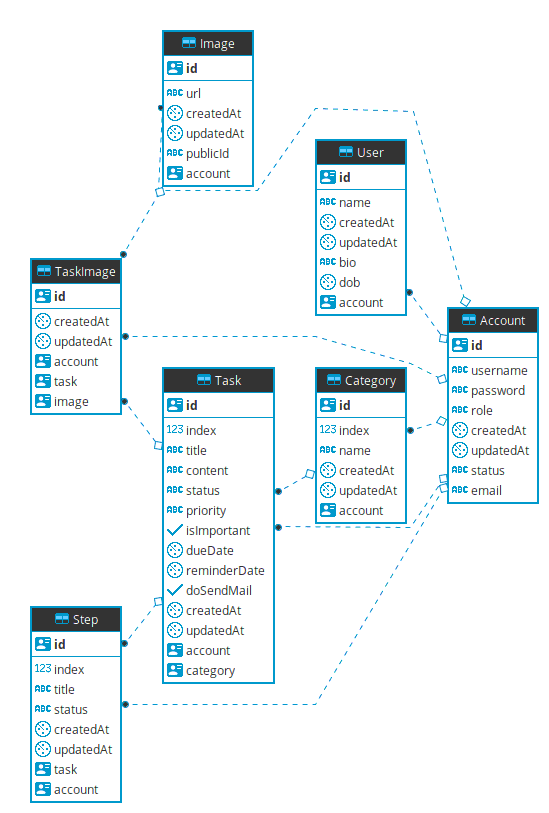 Image
id
ABC url
createdAt
updatedAt
ABC publicId
account
User
id
ABC name
createdAt
updatedAt
ABC bio
dob
account
TaskImage
id
createdAt
updatedAt
account
task
image
Account
id
ABC username
ABC password
ABC role
createdAt
updatedAt
ABC status
ABC email
Task
id
123 index
ABC title
ABC content
ABC status
ABC priority
isImportant
dueDate
reminderDate
doSendMail
createdAt
updatedAt
account
category
Category
id
123 index
ABC name
createdAt
updatedAt
account
Step
id
123 index
ABC title
ABC status
createdAt
updatedAt
task
account